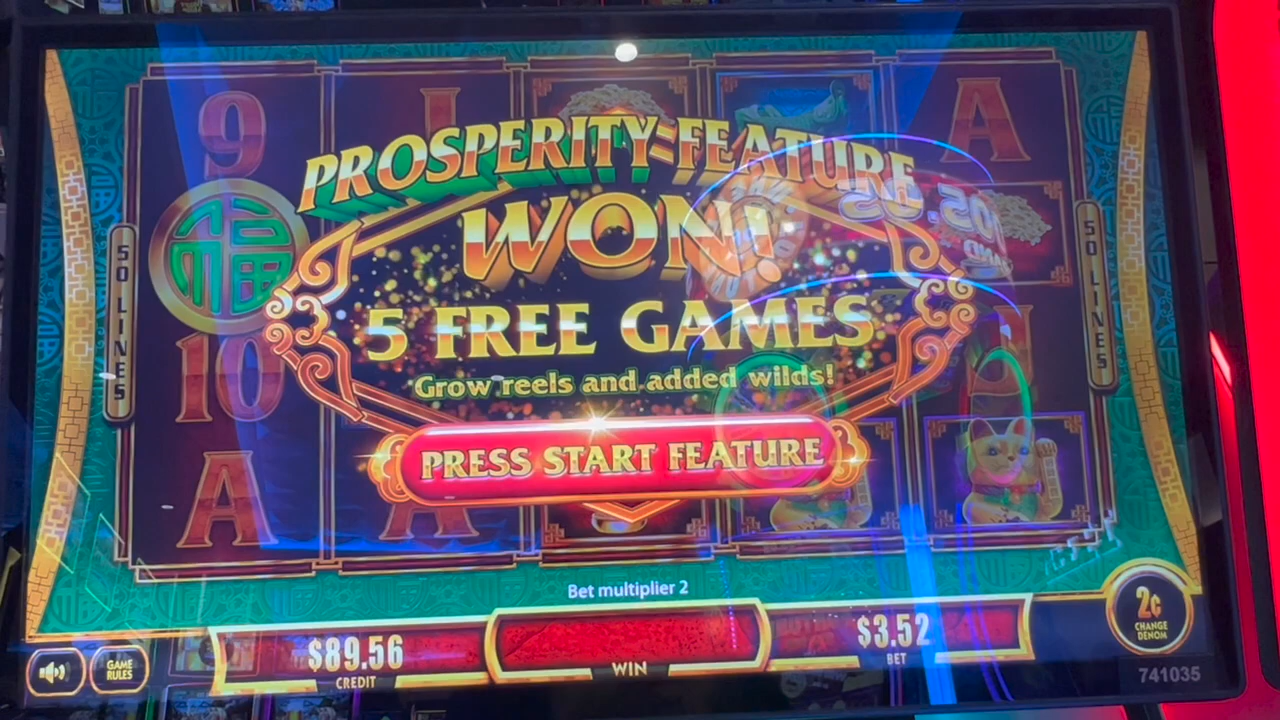 9
J
A
PROSPERITY FEATURE
WON!
福
50 LINES
50 LINES
5 FREE GAMES
Grow reels and added wilds!
10
PRESS START FEATURE
A
A
Bet multiplier 2
$89.56
CREDIT
WIN
$3.52
BET
2¢
CHANGE
DENOM
GAME
RULES
741035